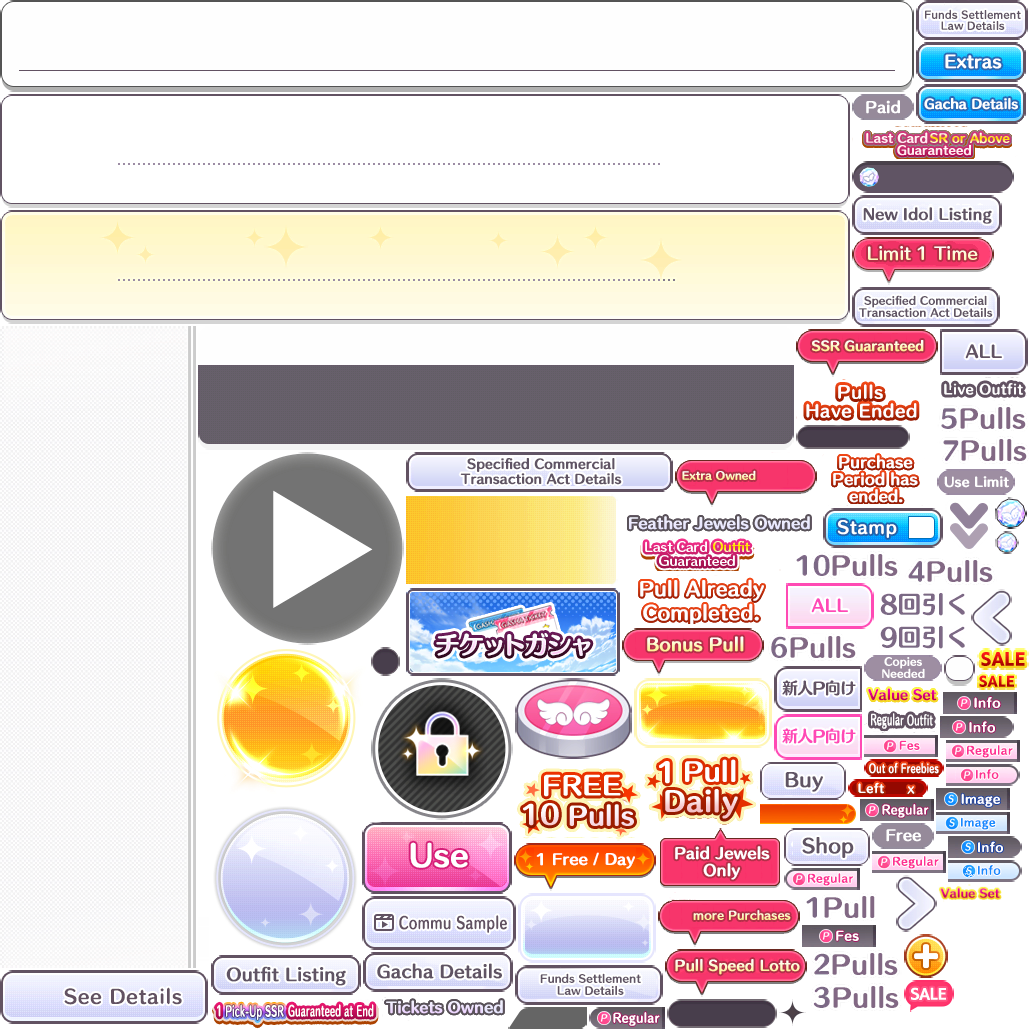 Funds Settlement
Law Details
Extras
Gacha Details
Paid
Last Card SR or Above
Guaranteed
New Idol Listing
Limit 1 Time
Specified Commercial
Transaction Act Details
SSR Guaranteed
ALL
Pulls
Have Ended
Live Outfit
5Pulls
7Pulls
Specified Commercial
Transaction Act Details
Extra Owned
Purchase
Period has
ended.
Use Limit
Feather Jewels Owned
Stamp
Last Card Outfit
Guaranteed
10Pulls
4Pulls
Pull Already
Completed.
ALL
8回引く
9回引く
チケットガシャ
Bonus Pull
6Pulls
Copies
Needed
SALE
SALE
新人P向け
Value Set
P Info
Regular Outfit
P Info
新人P向け
P Fes
P Regular
Out of Freebies
P Info
FREE
10 Pulls
1 Pull
Daily
Buy
Left x
S Image
P Regular
S Image
Free
Use
1 Free / Day
Paid Jewels
Only
Shop
S Info
P Regular
S Info
P Regular
Value Set
Commu Sample
more Purchases
1Pull
P Fes
Outfit Listing
Gacha Details
Pull Speed Lotto
2Pulls
See Details
Funds Settlement
Law Details
3Pulls
SALE
1 Pick-Up SSR Guaranteed at End
Tickets Owned
P Regular